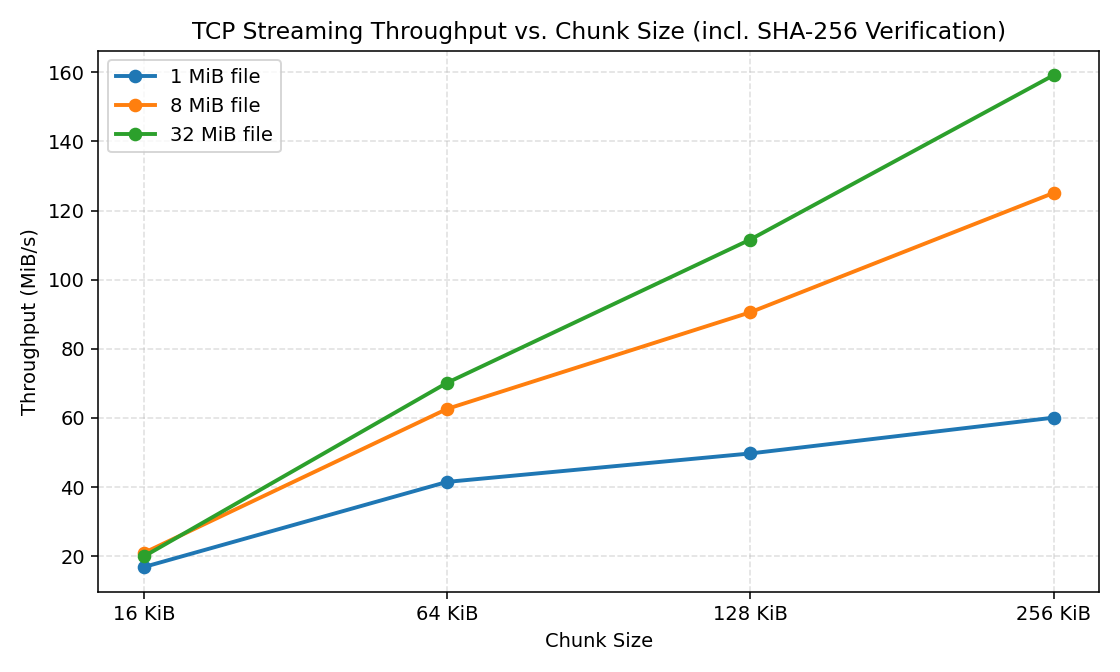 TCP Streaming Throughput vs. Chunk Size (incl. SHA-256 Verification)
1 MiB file
8 MiB file
32 MiB file
Throughput (MiB/s)
160
140
120
100
80
60
40
20
16 KiB
64 KiB
128 KiB
256 KiB
Chunk Size